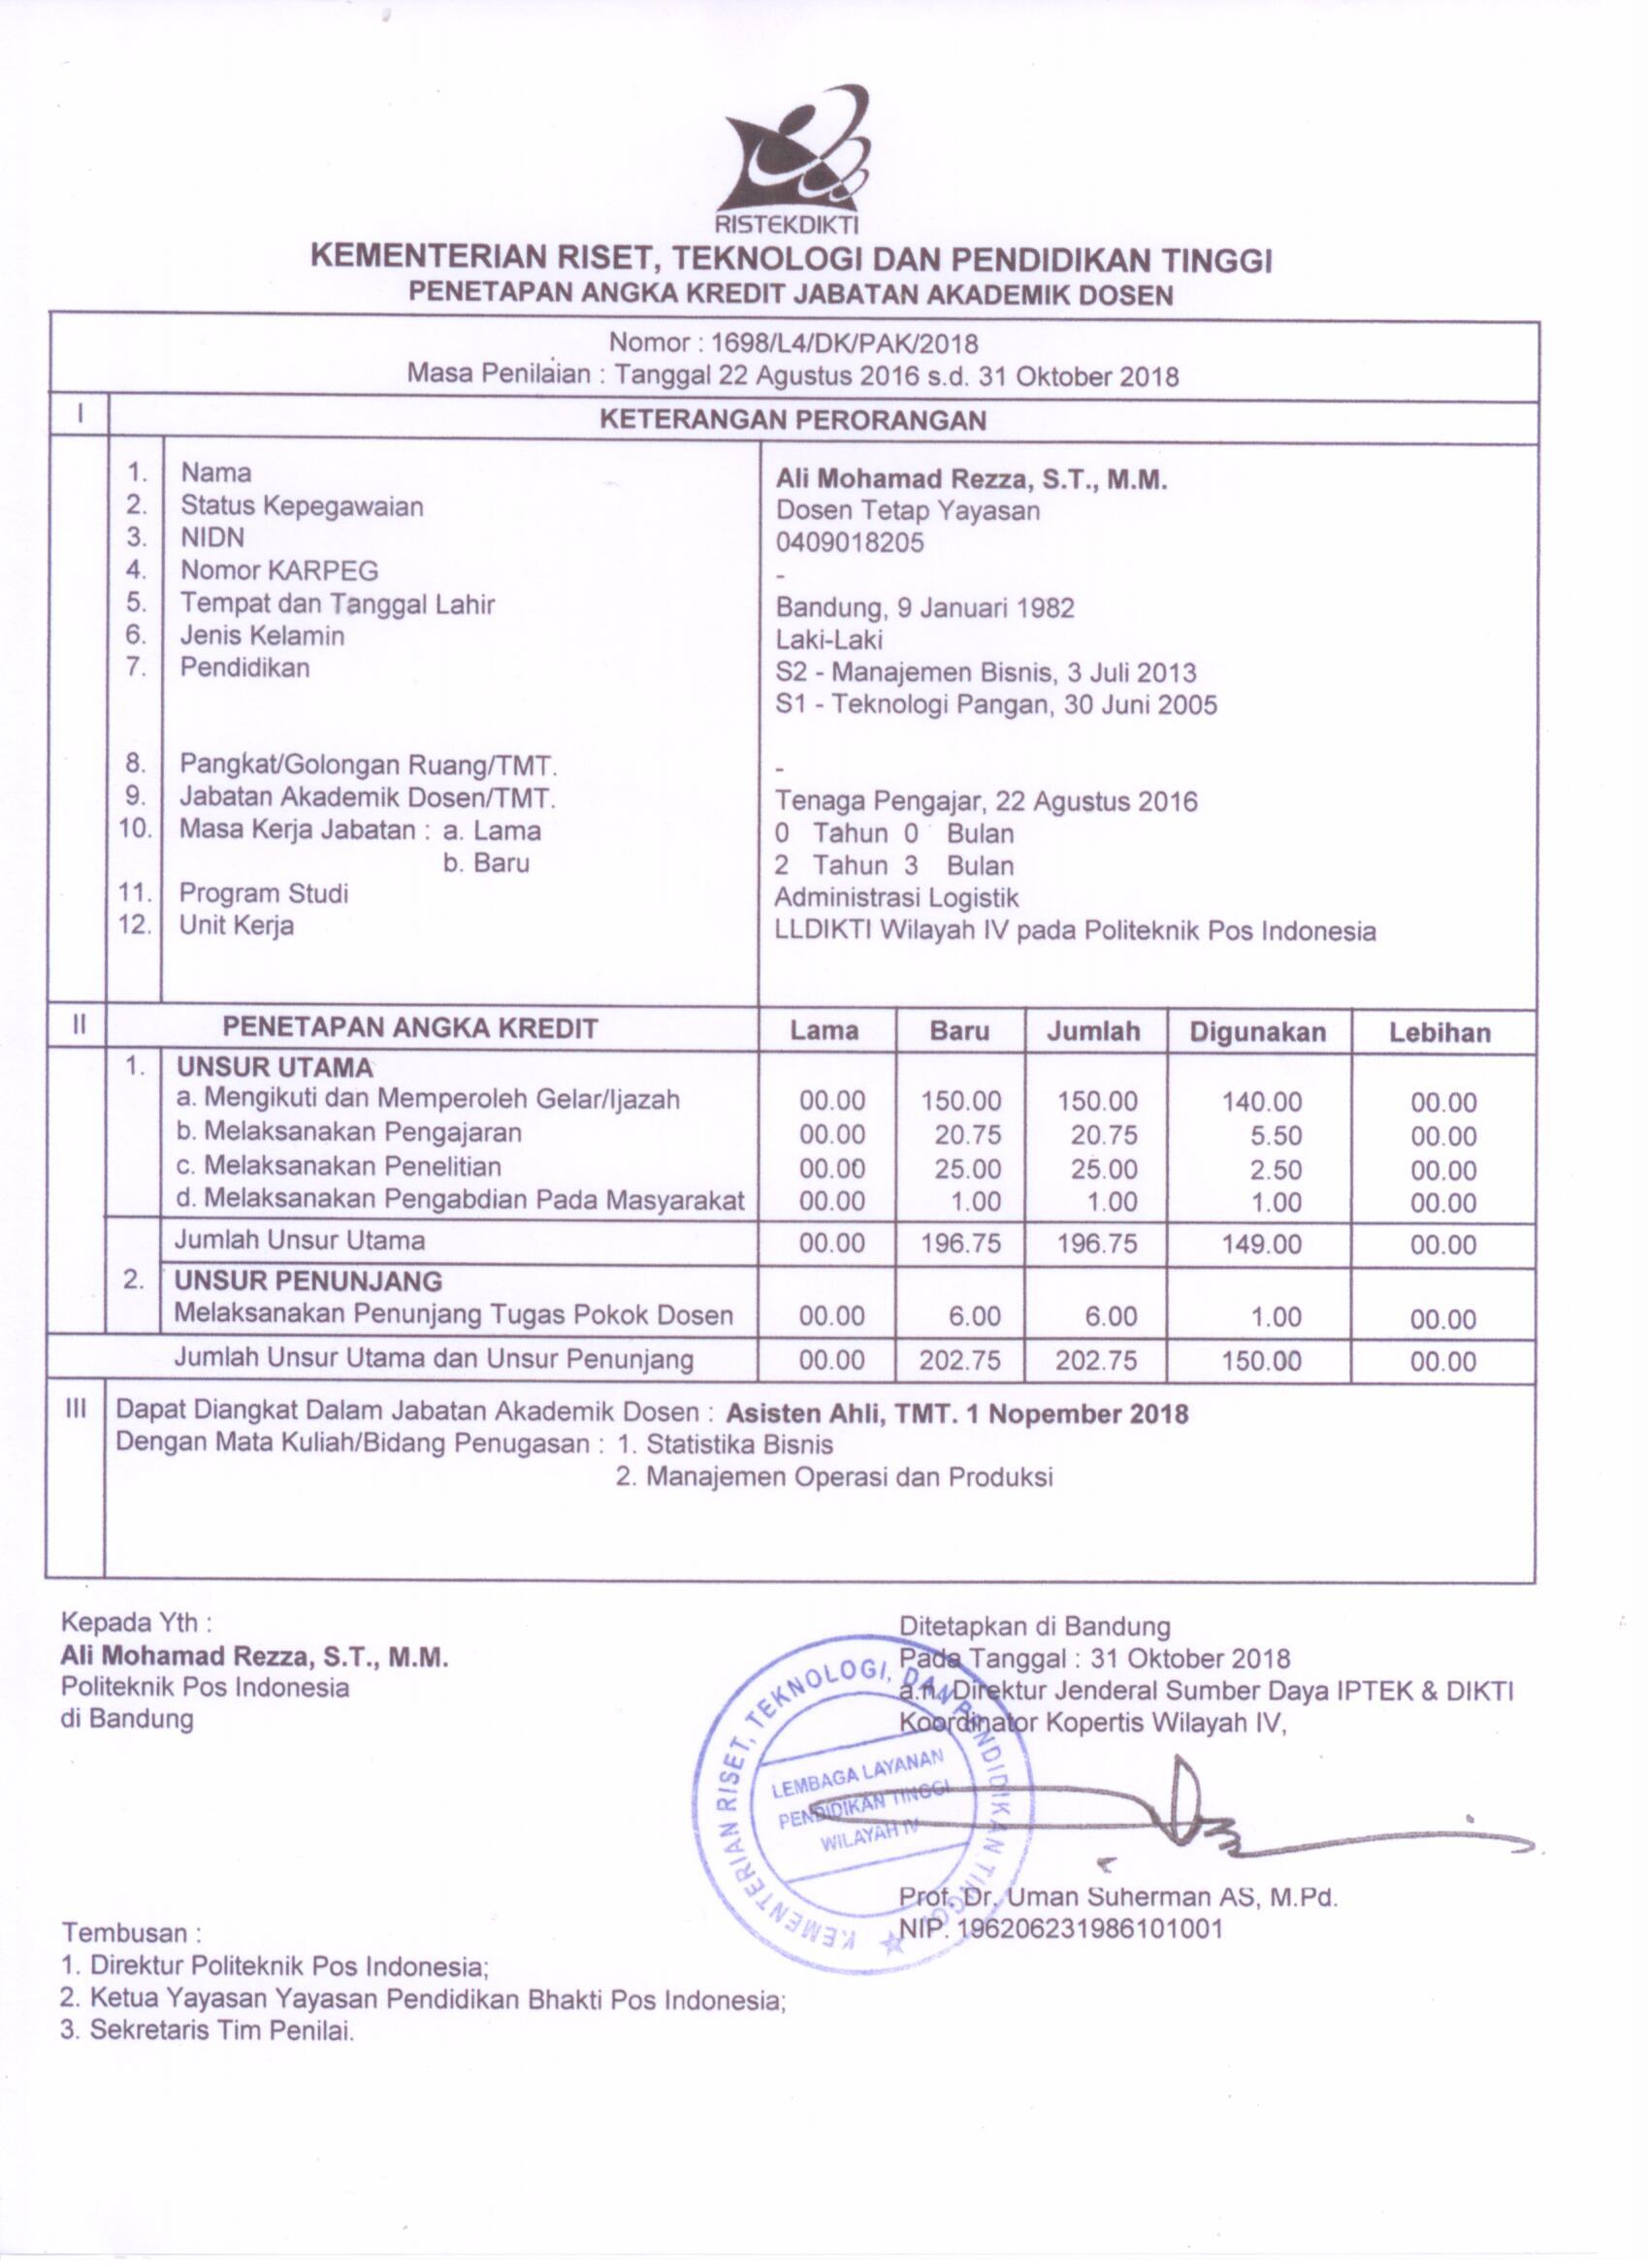 RISTEKDIKTI
KEMENTERIAN RISET, TEKNOLOGI DAN PENDIDIKAN TINGGI
PENETAPAN ANGKA KREDIT JABATAN AKADEMIK DOSEN
Nomor : 1698/L4/DK/PAK/2018
Masa Penilaian : Tanggal 22 Agustus 2016 s.d. 31 Oktober 2018
I KETERANGAN PERORANGAN
1. Nama Ali Mohamad Rezza, S.T., M.M.
2. Status Kepegawaian Dosen Tetap Yayasan
3. NIDN 0409018205
4. Nomor KARPEG -
5. Tempat dan Tanggal Lahir Bandung, 9 Januari 1982
6. Jenis Kelamin Laki-Laki
7. Pendidikan S2 - Manajemen Bisnis, 3 Juli 2013
S1 - Teknologi Pangan, 30 Juni 2005
8. Pangkat/Golongan Ruang/TMT. -
9. Jabatan Akademik Dosen/TMT. Tenaga Pengajar, 22 Agustus 2016
10. Masa Kerja Jabatan : a. Lama 0 Tahun 0 Bulan
b. Baru 2 Tahun 3 Bulan
11. Program Studi Administrasi Logistik
12. Unit Kerja LLDIKTI Wilayah IV pada Politeknik Pos Indonesia
II PENETAPAN ANGKA KREDIT Lama Baru Jumlah Digunakan Lebihan
1. UNSUR UTAMA
a. Mengikuti dan Memperoleh Gelar/Ijazah 00.00 150.00 150.00 140.00 00.00
b. Melaksanakan Pengajaran 00.00 20.75 20.75 5.50 00.00
c. Melaksanakan Penelitian 00.00 25.00 25.00 2.50 00.00
d. Melaksanakan Pengabdian Pada Masyarakat 00.00 1.00 1.00 1.00 00.00
Jumlah Unsur Utama 00.00 196.75 196.75 149.00 00.00
2. UNSUR PENUNJANG
Melaksanakan Penunjang Tugas Pokok Dosen 00.00 6.00 6.00 1.00 00.00
Jumlah Unsur Utama dan Unsur Penunjang 00.00 202.75 202.75 150.00 00.00
III Dapat Diangkat Dalam Jabatan Akademik Dosen : Asisten Ahli, TMT. 1 Nopember 2018
Dengan Mata Kuliah/Bidang Penugasan : 1. Statistika Bisnis
2. Manajemen Operasi dan Produksi
Kepada Yth :
Ali Mohamad Rezza, S.T., M.M.
Politeknik Pos Indonesia
di Bandung
Ditetapkan di Bandung
Pada Tanggal : 31 Oktober 2018
a.n. Direktur Jenderal Sumber Daya IPTEK & DIKTI
Koordinator Kopertis Wilayah IV,
KEMENTERIAN RISET, TEKNOLOGI, DAN PENDIDIKAN TINGGI
LEMBAGA LAYANAN
PENDIDIKAN TINGGI
WILAYAH IV
Prof. Dr. Uman Suherman AS, M.Pd.
NIP. 196206231986101001
Tembusan :
1. Direktur Politeknik Pos Indonesia;
2. Ketua Yayasan Yayasan Pendidikan Bhakti Pos Indonesia;
3. Sekretaris Tim Penilai.